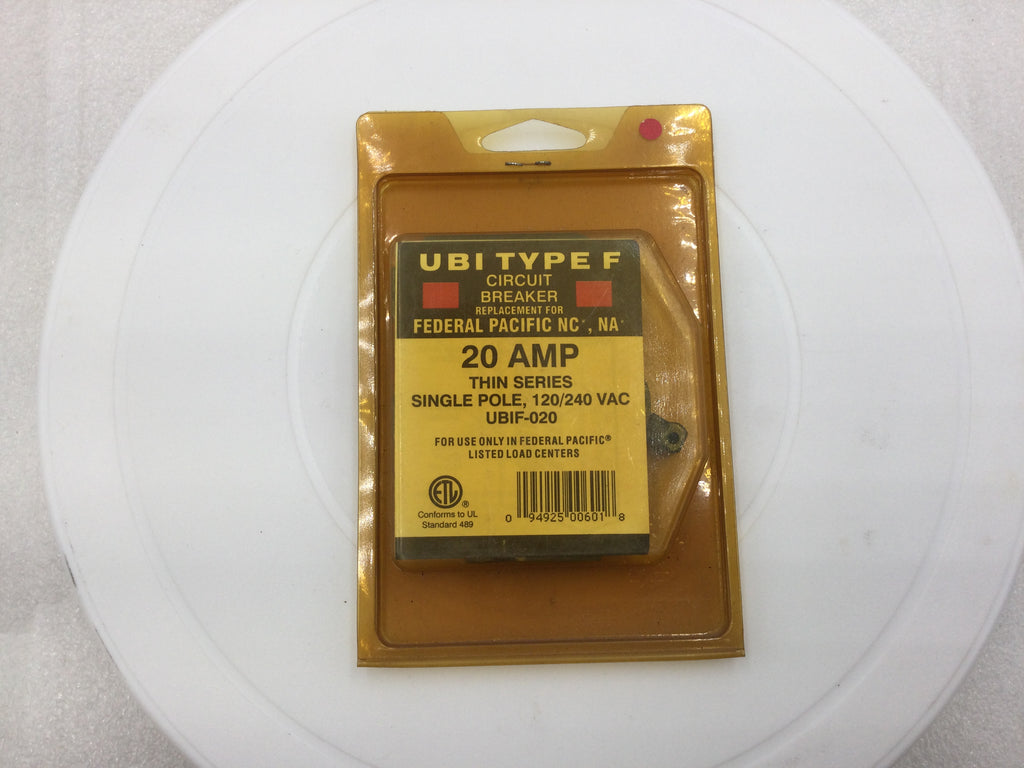 UBI TYPE F
CIRCUIT
BREAKER
REPLACEMENT FOR
FEDERAL PACIFIC NC*, NA*
20 AMP
THIN SERIES
SINGLE POLE, 120/240 VAC
UBIF-020
FOR USE ONLY IN FEDERAL PACIFIC®
LISTED LOAD CENTERS
ETL®
Conforms to UL
Standard 489
0 94925 00601 8